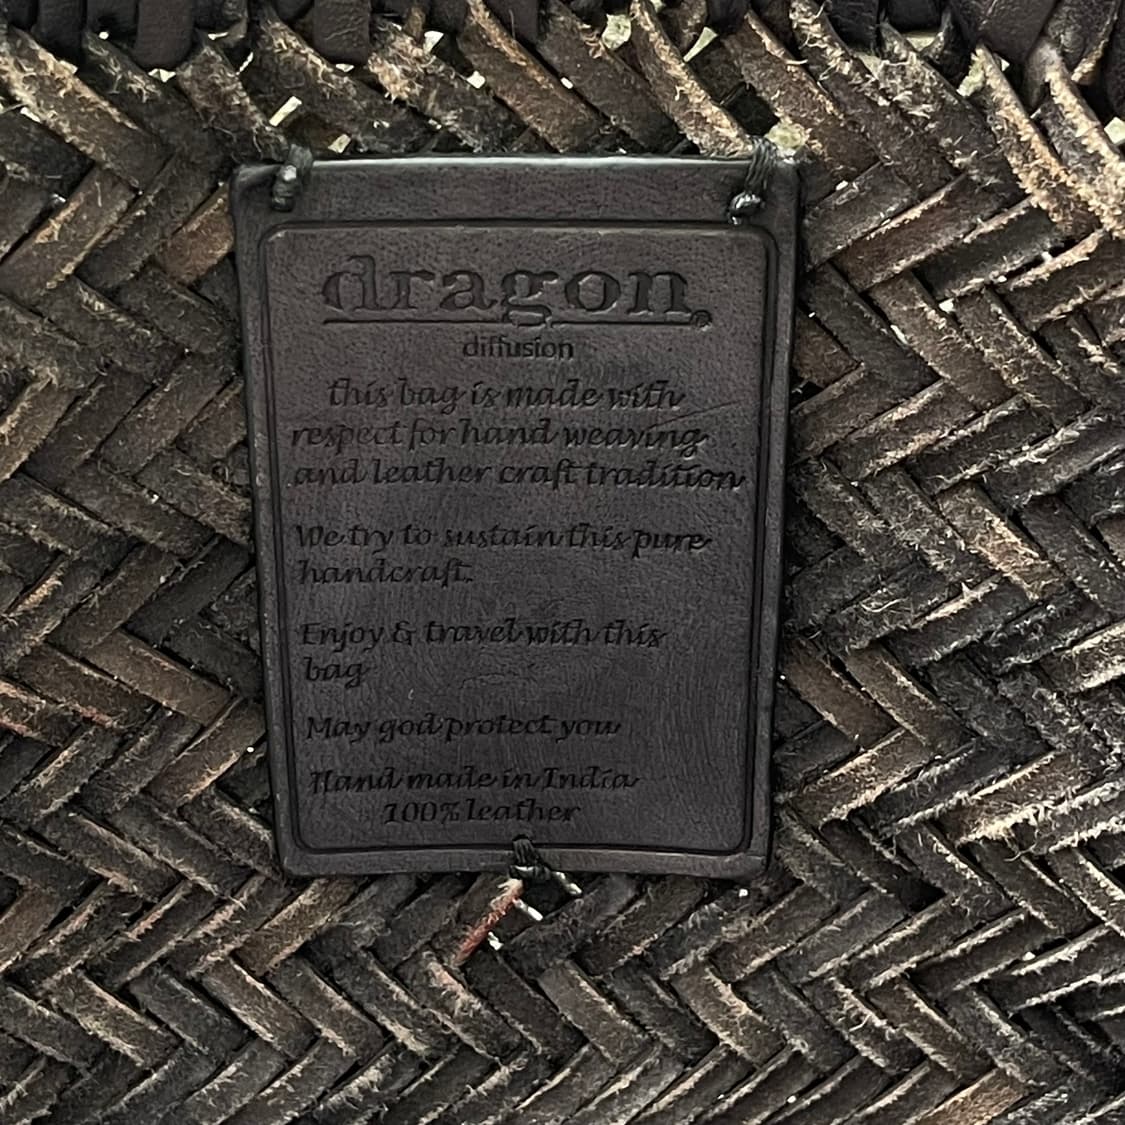 dragon®
diffusion
this bag is made with
respect for hand weaving
and leather craft tradition
We try to sustain this pure
handcraft.
Enjoy & travel with this
bag
May god protect you
Hand made in India
100% leather